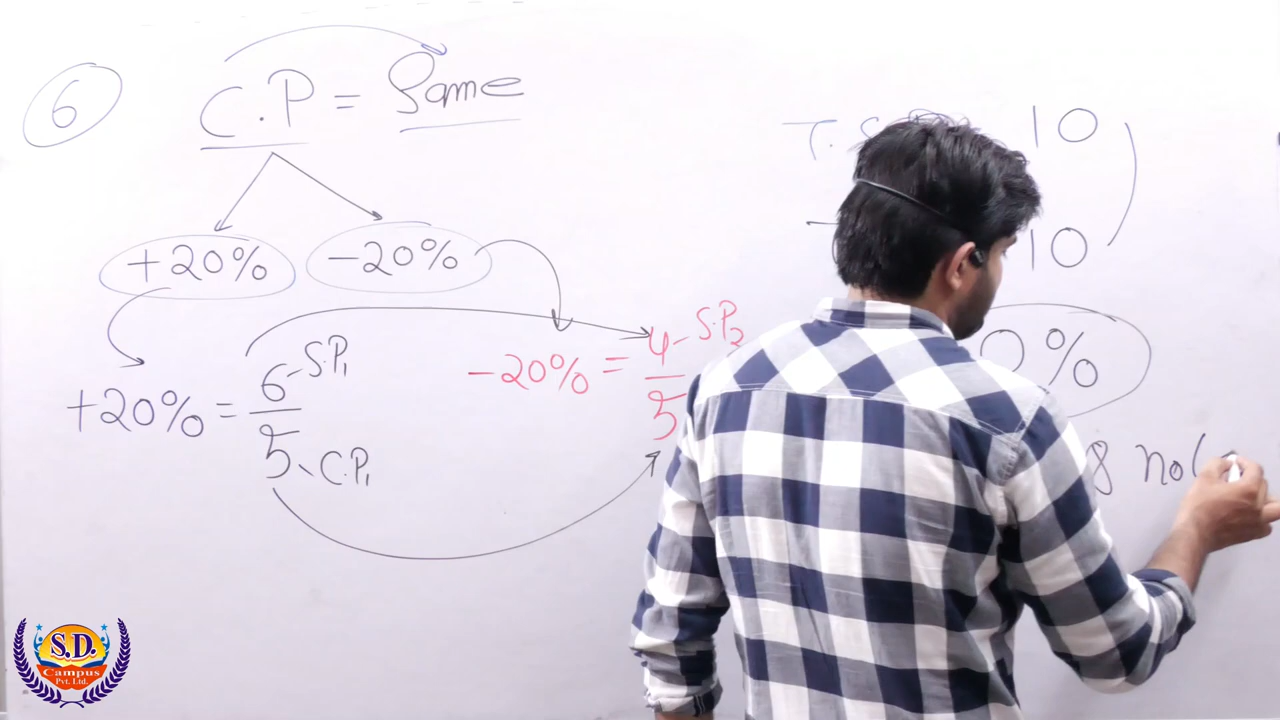 6
C.P = Same
+20% -20%
+20% = 6/5 S.P1 C.P1
-20% = 4/5 S.P2
T.S
10
10
0%
no
S.D.
Campus
Pvt. Ltd.